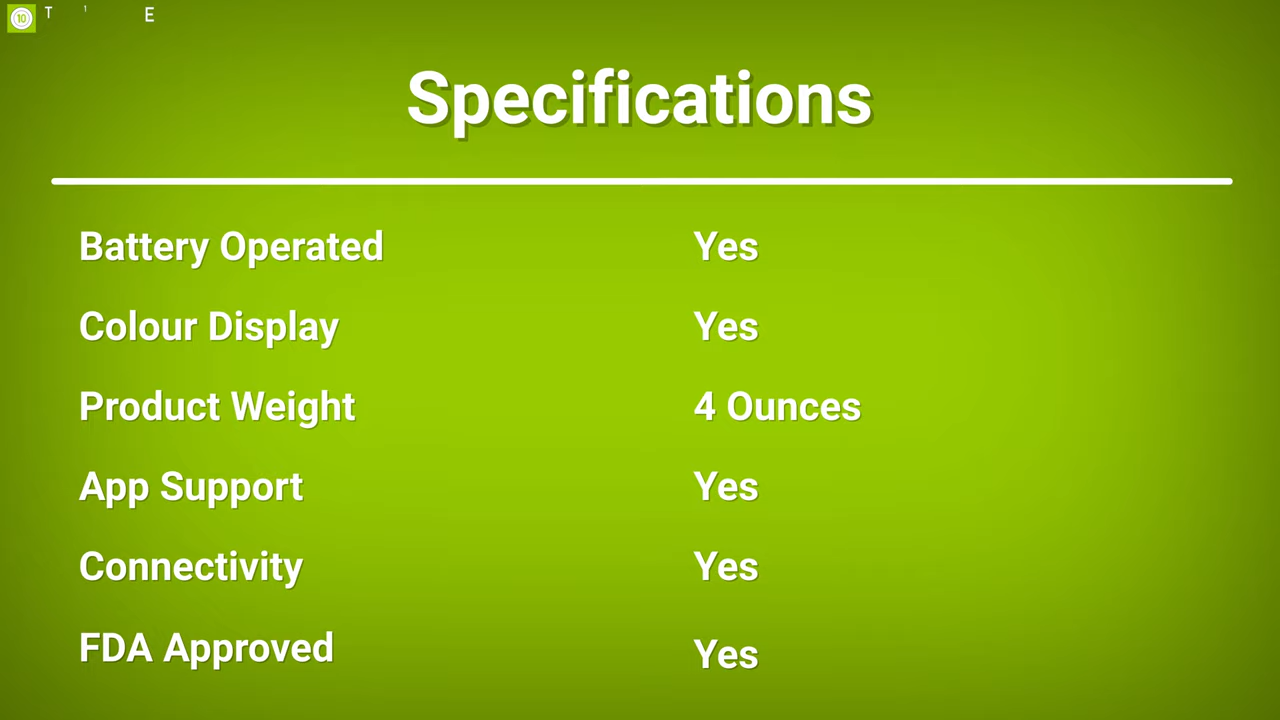 10
Specifications
Battery Operated Yes
Colour Display Yes
Product Weight 4 Ounces
App Support Yes
Connectivity Yes
FDA Approved Yes